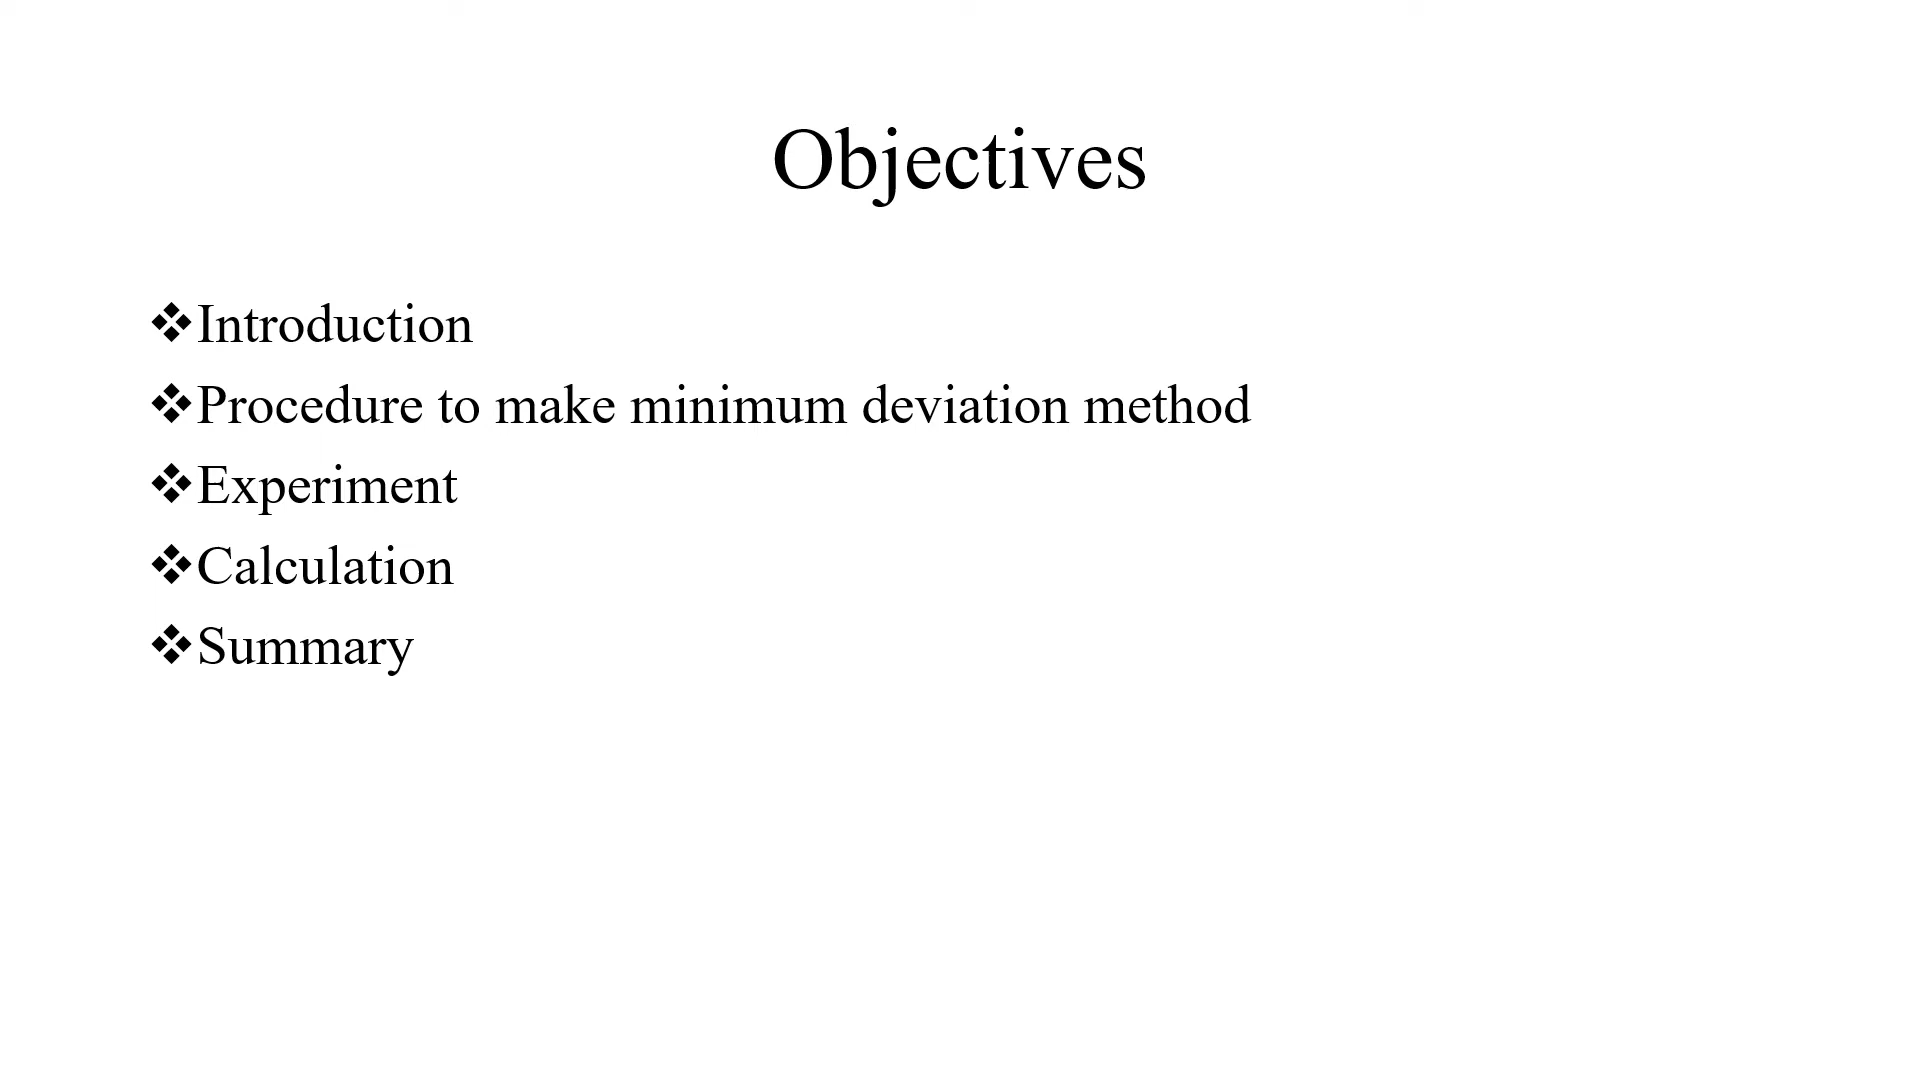 Objectives
❖Introduction
❖Procedure to make minimum deviation method
❖Experiment
❖Calculation
❖Summary